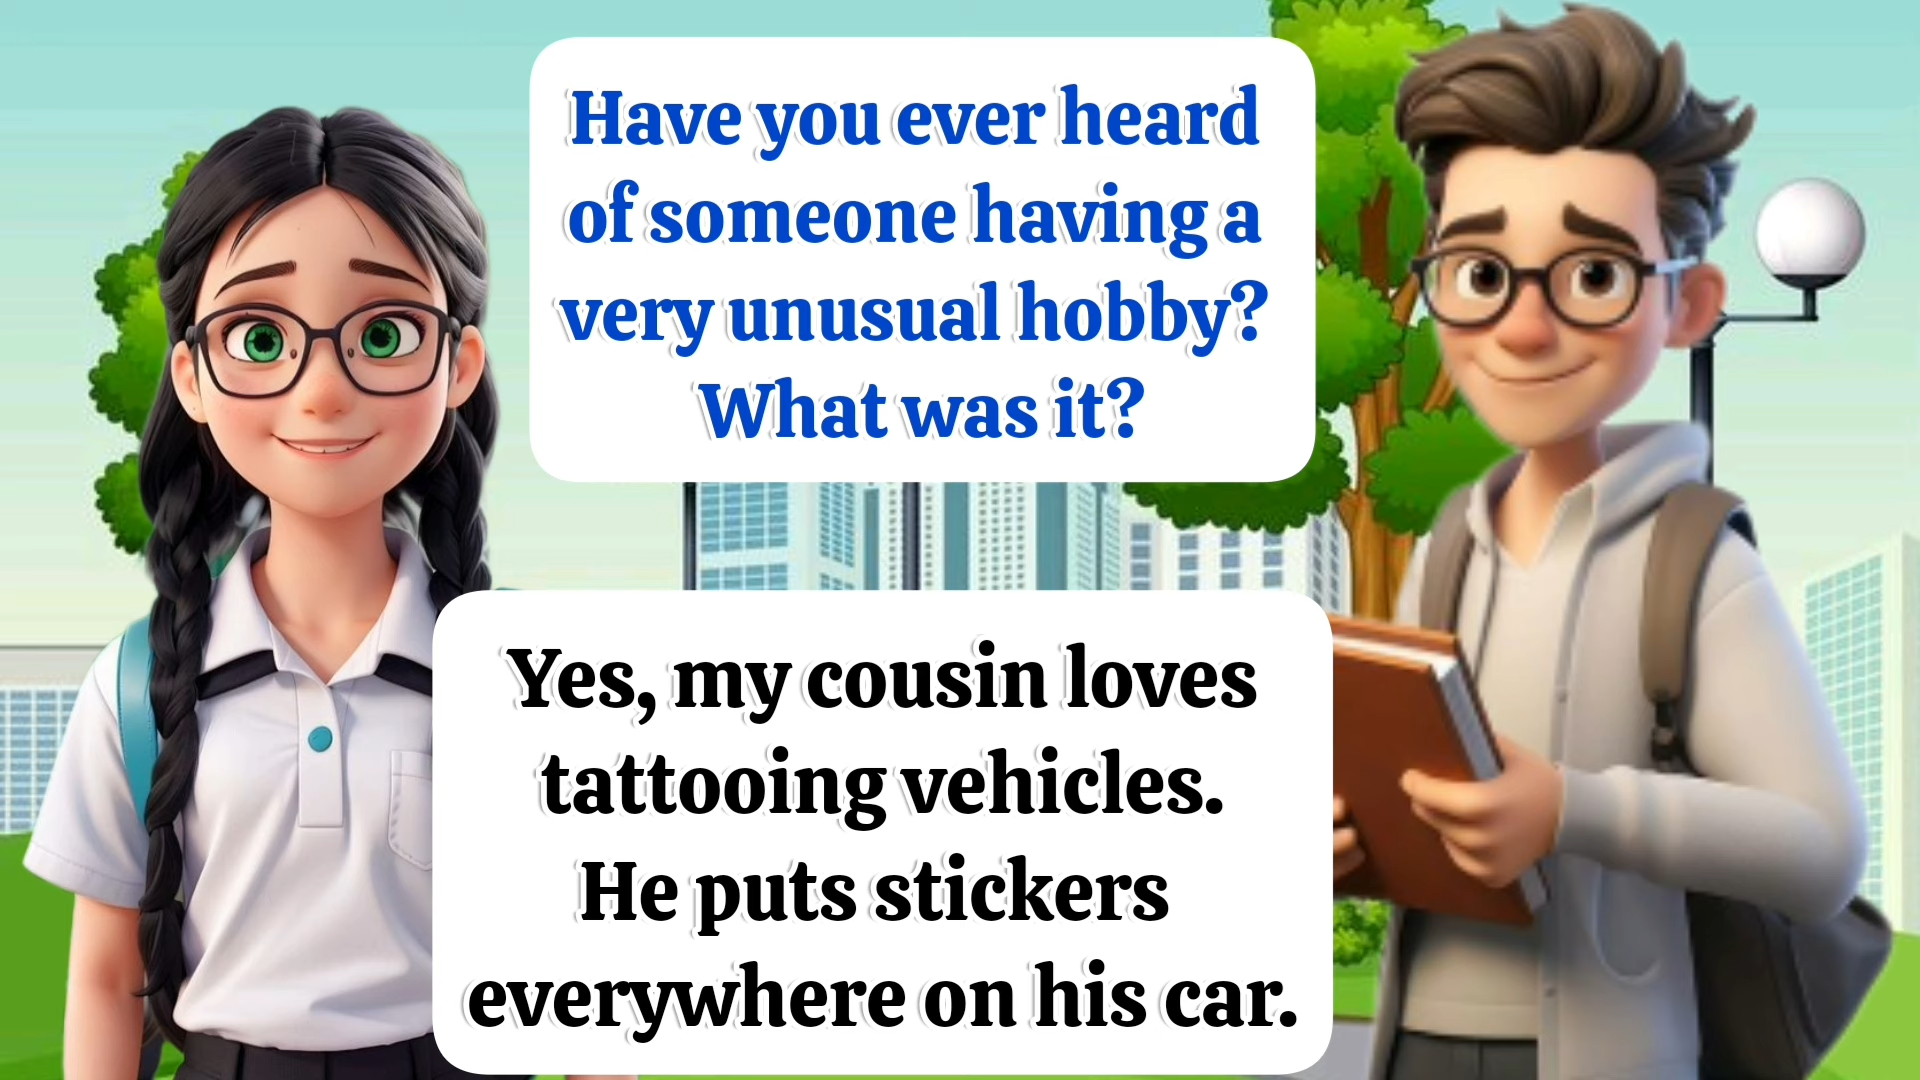 Have you ever heard
of someone having a
very unusual hobby?
What was it?
Yes, my cousin loves
tattooing vehicles.
He puts stickers
everywhere on his car.